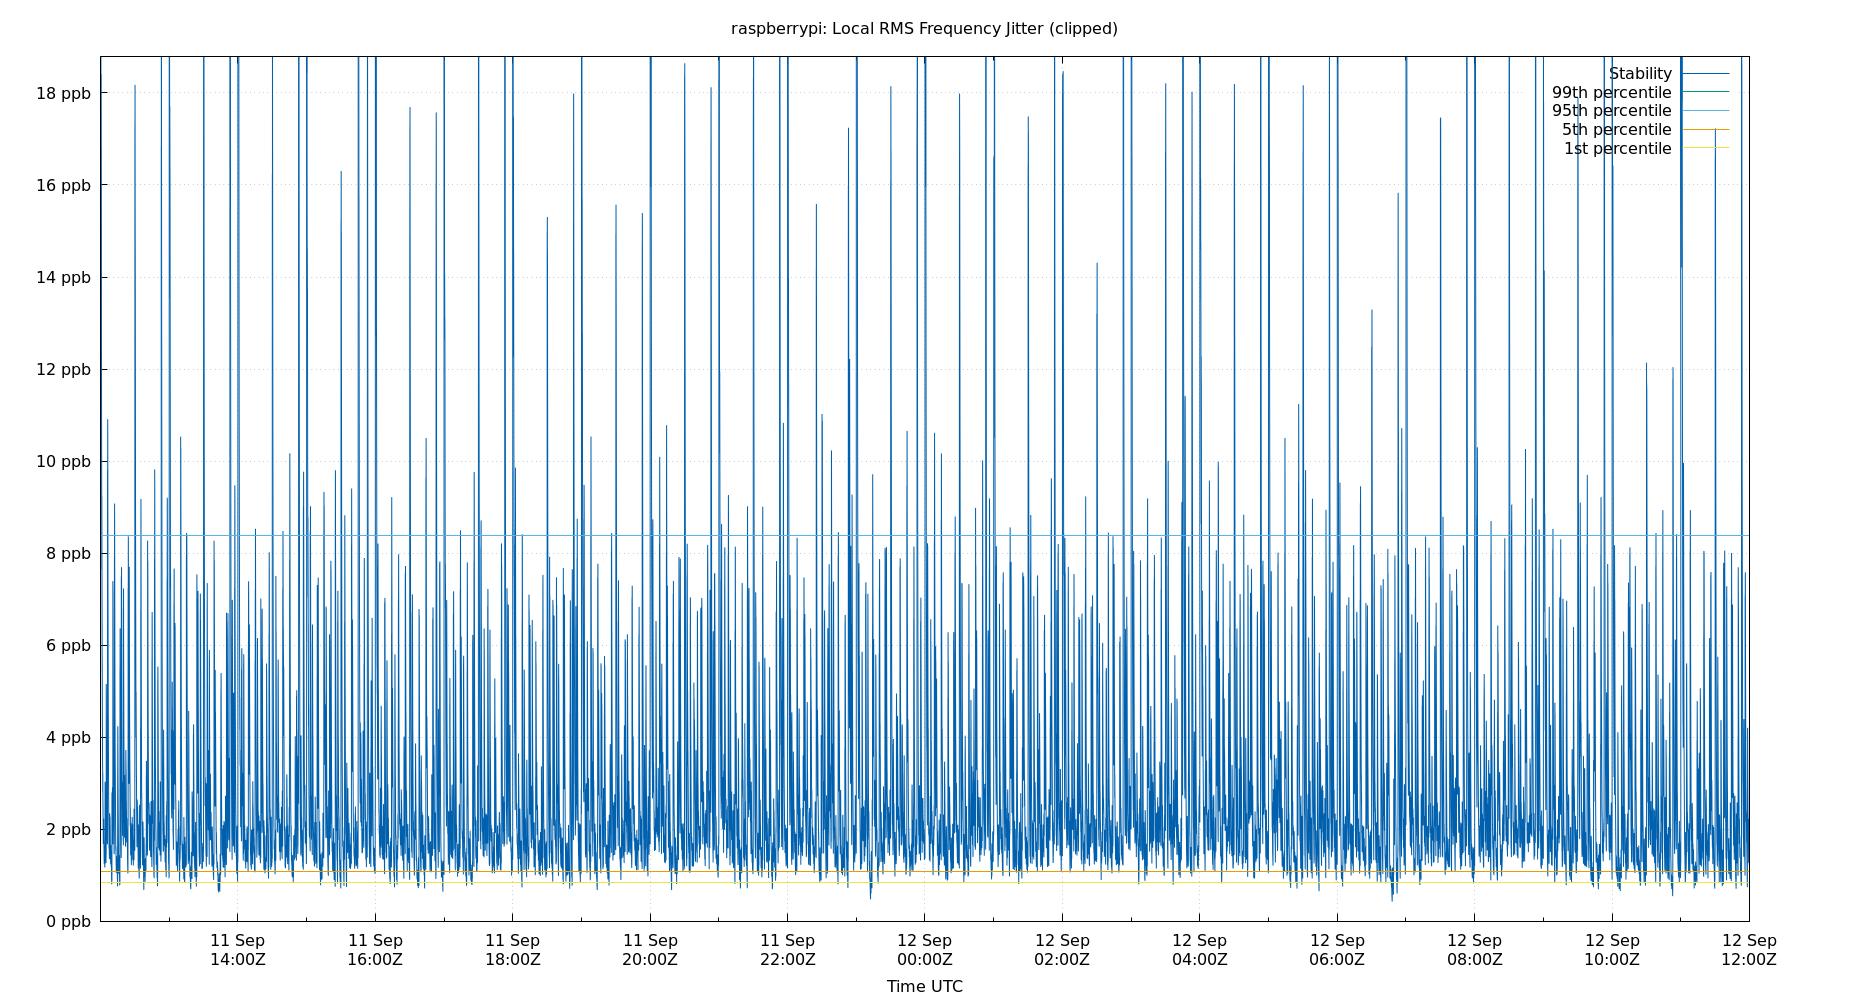 raspberrypi: Local RMS Frequency Jitter (clipped)
18 ppb
16 ppb
14 ppb
12 ppb
10 ppb
8 ppb
6 ppb
4 ppb
2 ppb
0 ppb
Stability
99th percentile
95th percentile
5th percentile
1st percentile
11 Sep 11 Sep 11 Sep 11 Sep 11 Sep 12 Sep 12 Sep 12 Sep 12 Sep 12 Sep 12 Sep 12 Sep
14:00Z 16:00Z 18:00Z 20:00Z 22:00Z 00:00Z 02:00Z 04:00Z 06:00Z 08:00Z 10:00Z 12:00Z
Time UTC